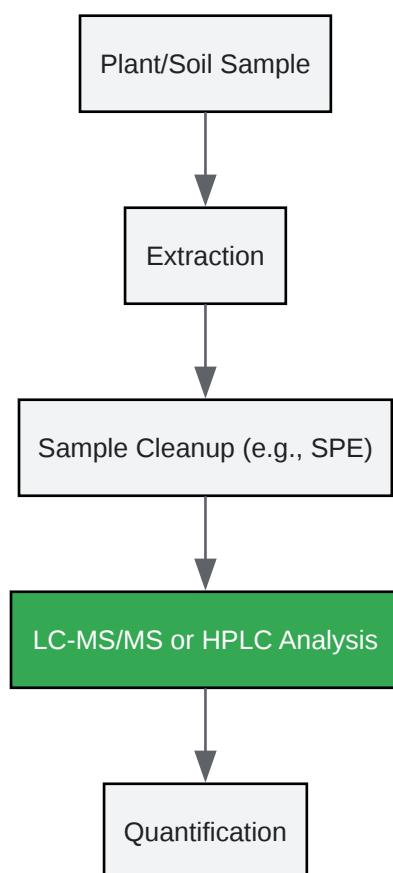 Plant/Soil Sample
Extraction
Sample Cleanup (e.g., SPE)
LC-MS/MS or HPLC Analysis
Quantification